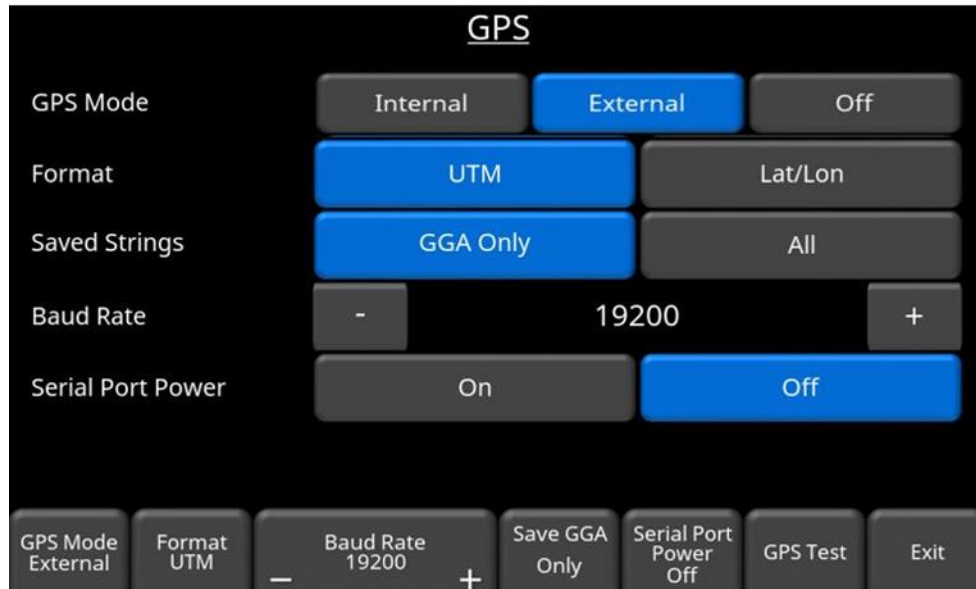 GPS
GPS Mode Internal External Off
Format UTM Lat/Lon
Saved Strings GGA Only All
Baud Rate - 19200 +
Serial Port Power On Off
GPS Mode
External
Format
UTM
Baud Rate
19200
− +
Save GGA
Only
Serial Port
Power
Off
GPS Test
Exit